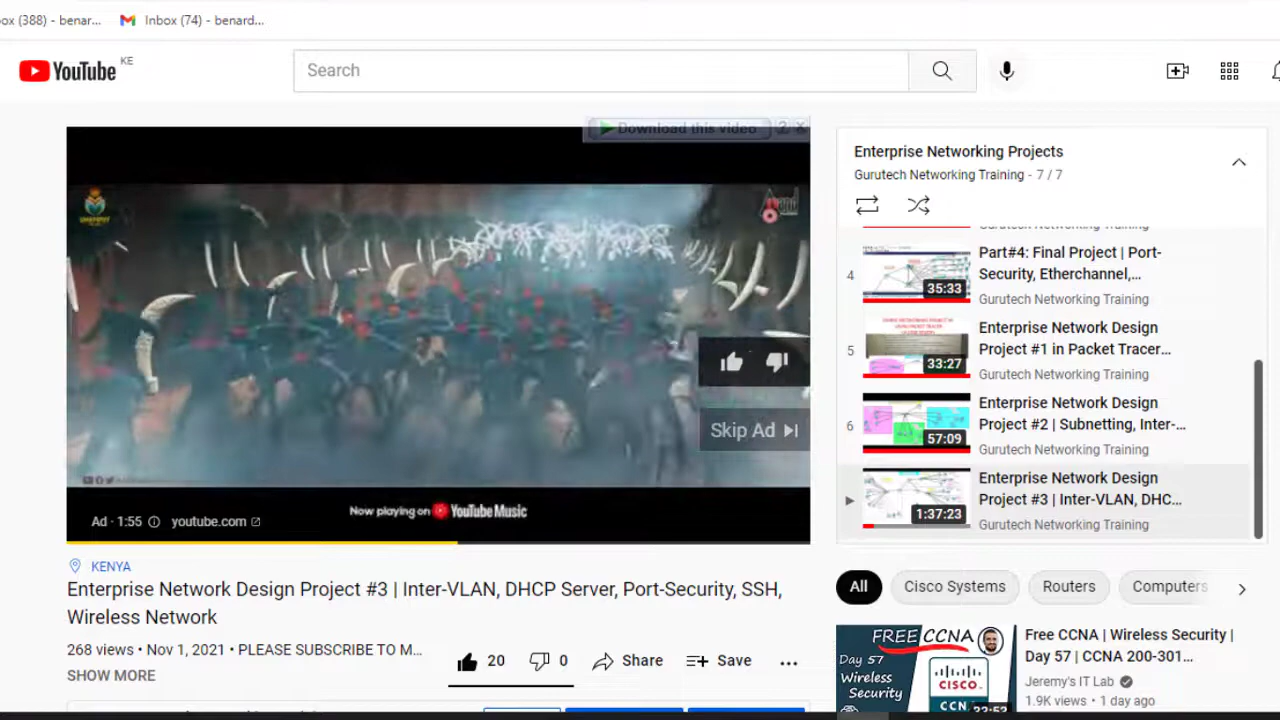 ox (388) - benar...
Inbox (74) - benard...
YouTube KE
Search
Download this video ? X
Enterprise Networking Projects
Gurutech Networking Training - 7 / 7
Gurutech Networking Training
4
35:33
Part#4: Final Project | Port-
Security, Etherchannel,...
Gurutech Networking Training
5
33:27
Enterprise Network Design
Project #1 in Packet Tracer...
Gurutech Networking Training
6
57:09
Enterprise Network Design
Project #2 | Subnetting, Inter-...
Gurutech Networking Training
1:37:23
Enterprise Network Design
Project #3 | Inter-VLAN, DHC...
Gurutech Networking Training
Skip Ad
Now playing on YouTube Music
Ad · 1:55 youtube.com
KENYA
Enterprise Network Design Project #3 | Inter-VLAN, DHCP Server, Port-Security, SSH,
Wireless Network
268 views • Nov 1, 2021 • PLEASE SUBSCRIBE TO M...
20 0 Share Save ...
SHOW MORE
All Cisco Systems Routers Computers
FREE CCNA
Day 57
Wireless
Security
CISCO
CCN
33:53
Free CCNA | Wireless Security |
Day 57 | CCNA 200-301...
Jeremy's IT Lab
1.9K views • 1 day ago